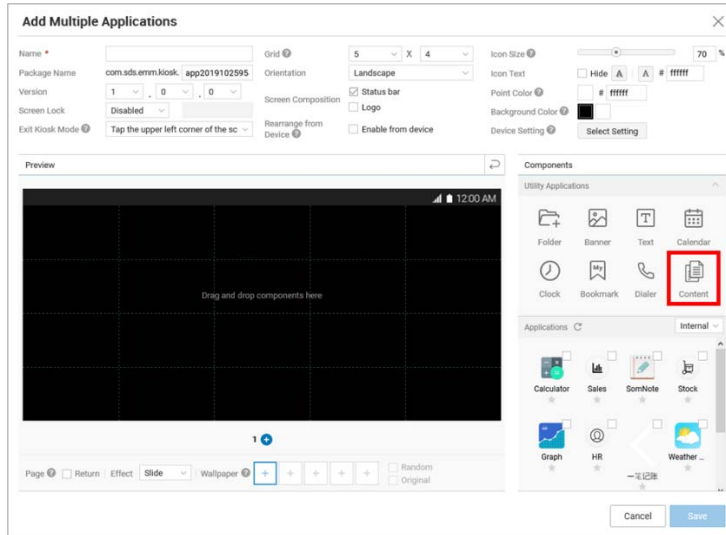 Add Multiple Applications
Name *
Package Name com.sds.emm.kiosk. app2019102595
Version 1 . 0 . 0
Screen Lock Disabled
Exit Kiosk Mode Tap the upper left corner of the sc
Grid 5 X 4
Orientation Landscape
Screen Composition Status bar
Logo
Rearrange from Device Enable from device
Icon Size 70 %
Icon Text Hide A A # ffffff
Point Color # ffffff
Background Color
Device Setting Select Setting
Preview
12:00 AM
Drag and drop components here
1
Page Return Effect Slide Wallpaper + + + + + Random
Original
Components
Utility Applications
Folder Banner Text Calendar
Clock Bookmark Dialer Content
Applications Internal
Calculator Sales SomNote Stock
Graph HR 一笔记账 Weather ..
Cancel Save